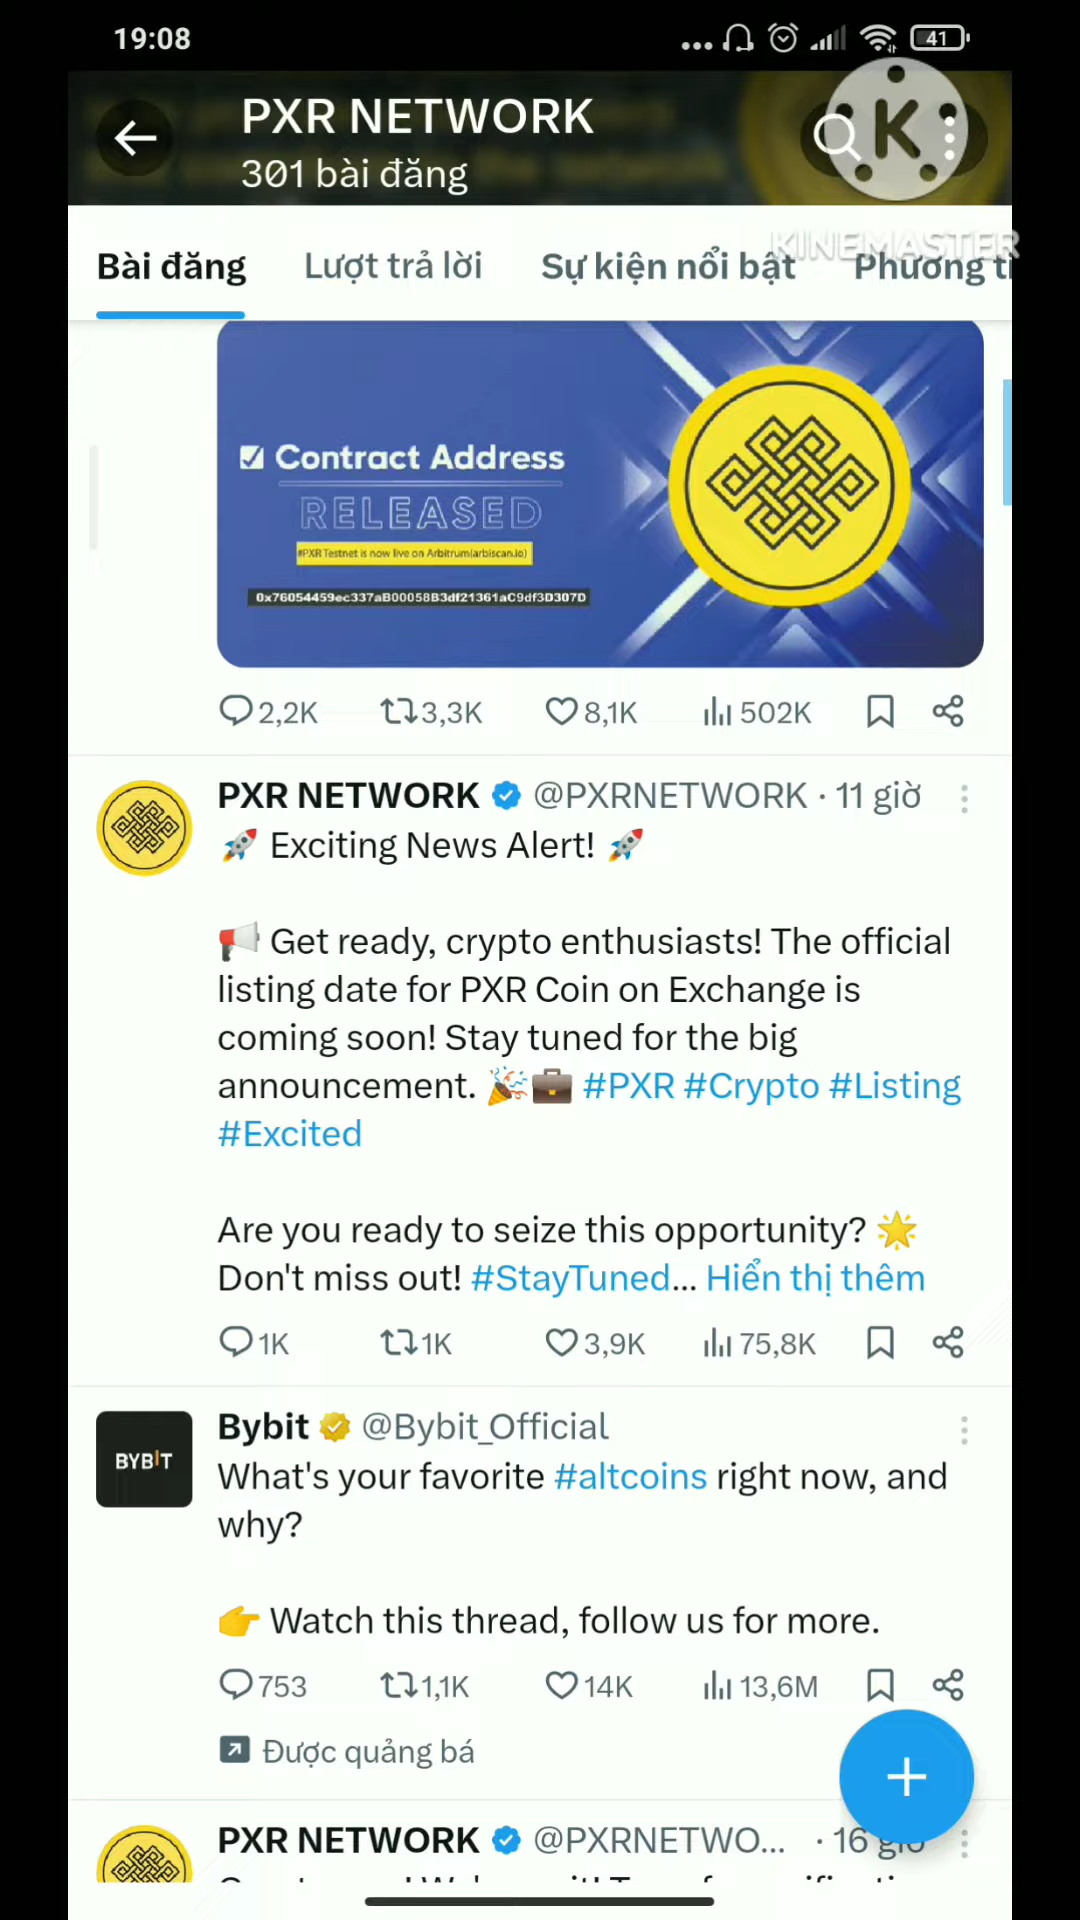 19:08
41
PXR NETWORK
301 bài đăng
K
KINEMASTER
Bài đăng
Lượt trả lời
Sự kiện nổi bật
Phương ti
Contract Address
RELEASED
#PXR Testnet is now live on Arbitrum(arbiscan.io)
0x76054459ec337aB00058B3df21361aC9df3D307D
2,2K
3,3K
8,1K
502K
PXR NETWORK @PXRNETWORK · 11 giờ
🚀 Exciting News Alert! 🚀
📢 Get ready, crypto enthusiasts! The official
listing date for PXR Coin on Exchange is
coming soon! Stay tuned for the big
announcement. 🎉💼 #PXR #Crypto #Listing
#Excited
Are you ready to seize this opportunity? 🌟
Don't miss out! #StayTuned... Hiển thị thêm
1K
1K
3,9K
75,8K
BYBIT
Bybit @Bybit_Official
What's your favorite #altcoins right now, and
why?
👉 Watch this thread, follow us for more.
753
1,1K
14K
13,6M
Được quảng bá
PXR NETWORK @PXRNETWO... · 16 giờ